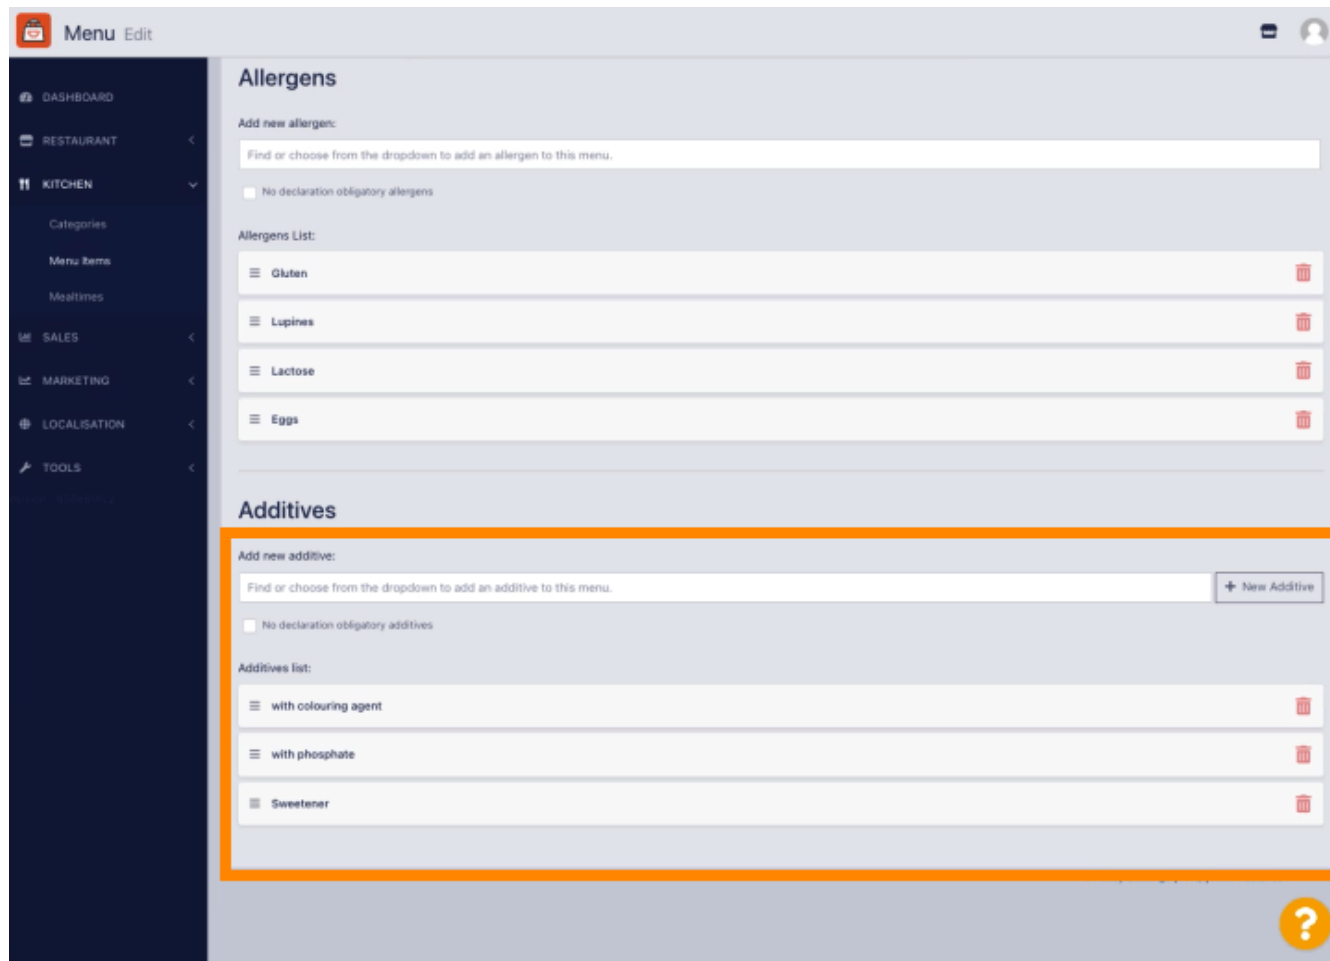 Menu Edit
DASHBOARD
RESTAURANT
KITCHEN
Categories
Menu Items
Mealtimes
SALES
MARKETING
LOCALISATION
TOOLS
Allergens
Add new allergen:
Find or choose from the dropdown to add an allergen to this menu.
No declaration obligatory allergens
Allergens List:
Gluten
Lupines
Lactose
Eggs
Additives
Add new additive:
Find or choose from the dropdown to add an additive to this menu.
+ New Additive
No declaration obligatory additives
Additives list:
with colouring agent
with phosphate
Sweetener
?